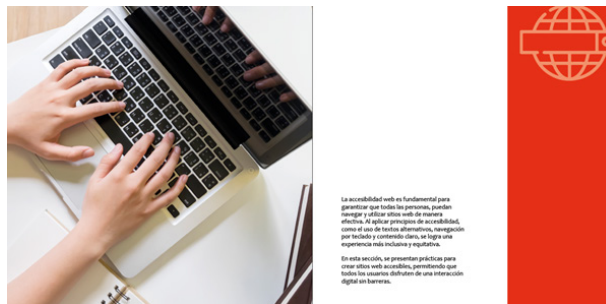 La accesibilidad web es fundamental para
garantizar que todas las personas, puedan
navegar y utilizar sitios web de manera
efectiva. Al aplicar principios de accesibilidad,
como el uso de textos alternativos, navegación
por teclado y contenido claro, se logra una
experiencia más inclusiva y equitativa.
En esta sección, se presentan prácticas para
crear sitios web accesibles, permitiendo que
todos los usuarios disfruten de una interacción
digital sin barreras.